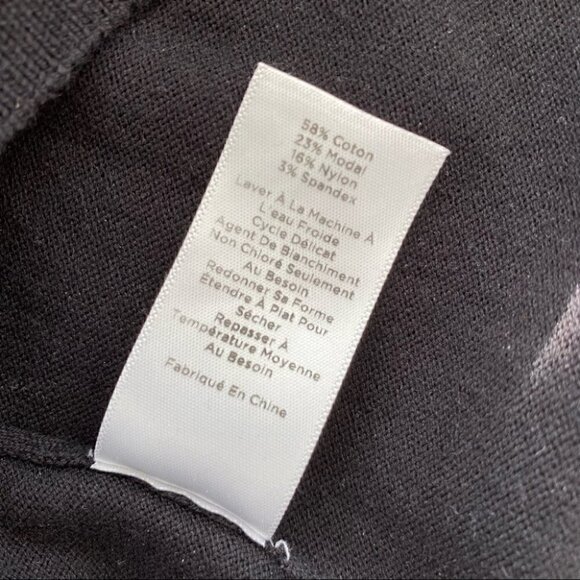 58% Coton
23% Modal
16% Nylon
3% Spandex
Laver À La Machine À
L'eau Froide
Cycle Délicat
Agent De Blanchiment
Non Chloré Seulement
Au Besoin
Redonner Sa Forme
Étendre À Plat Pour
Sécher
Repasser À
Température Moyenne
Au Besoin
Fabriqué En Chine